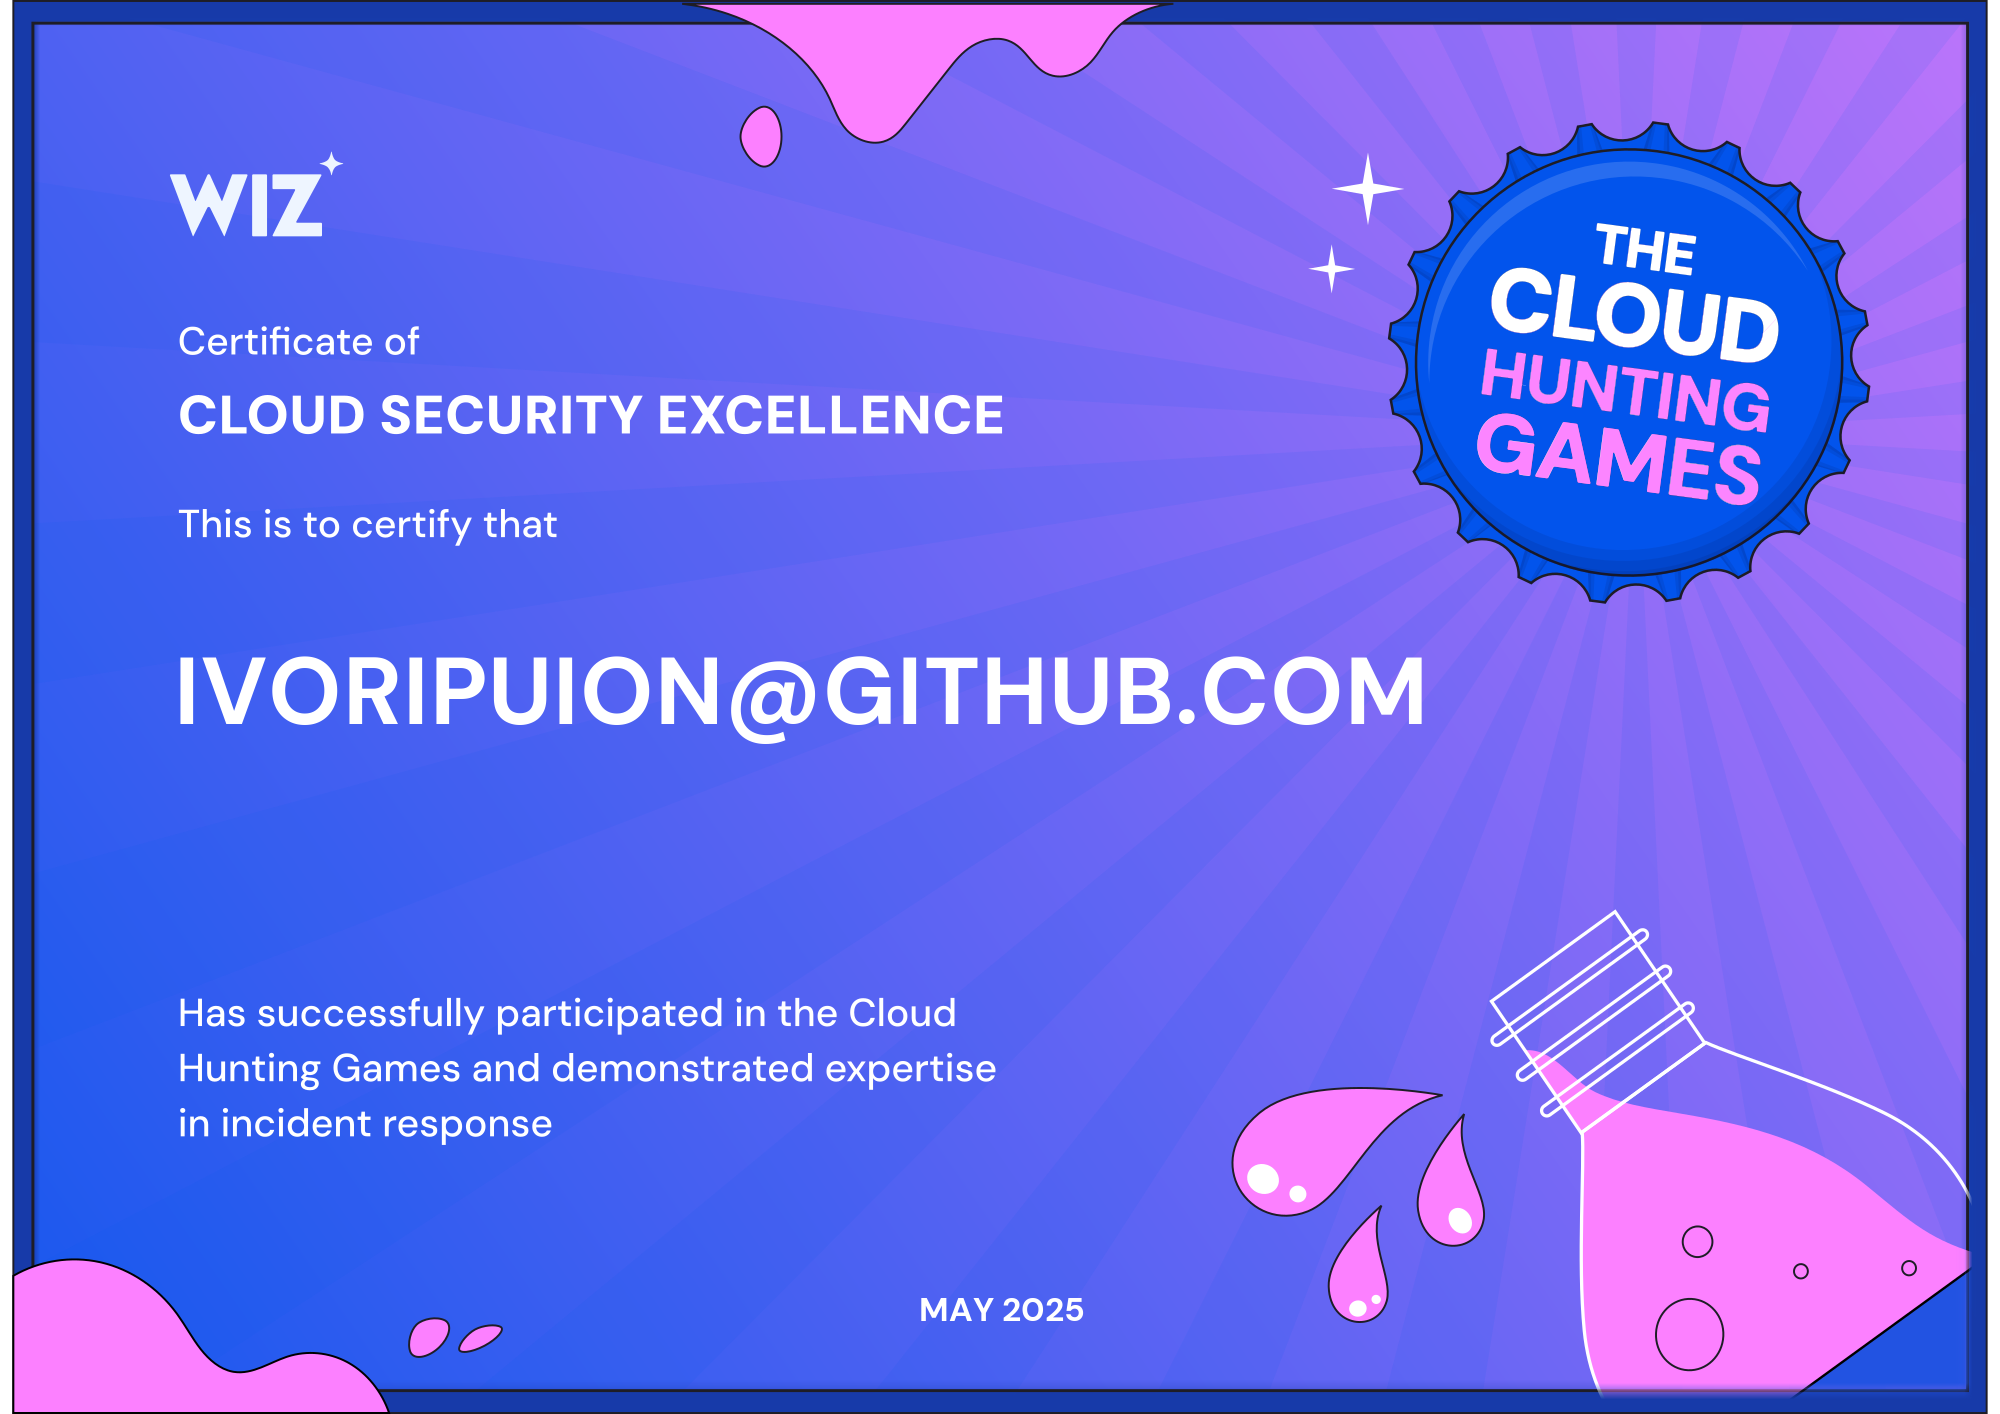 WIZ
Certificate of
CLOUD SECURITY EXCELLENCE
This is to certify that
IVORIPUION@GITHUB.COM
Has successfully participated in the Cloud
Hunting Games and demonstrated expertise
in incident response
MAY 2025
THE
CLOUD
HUNTING
GAMES